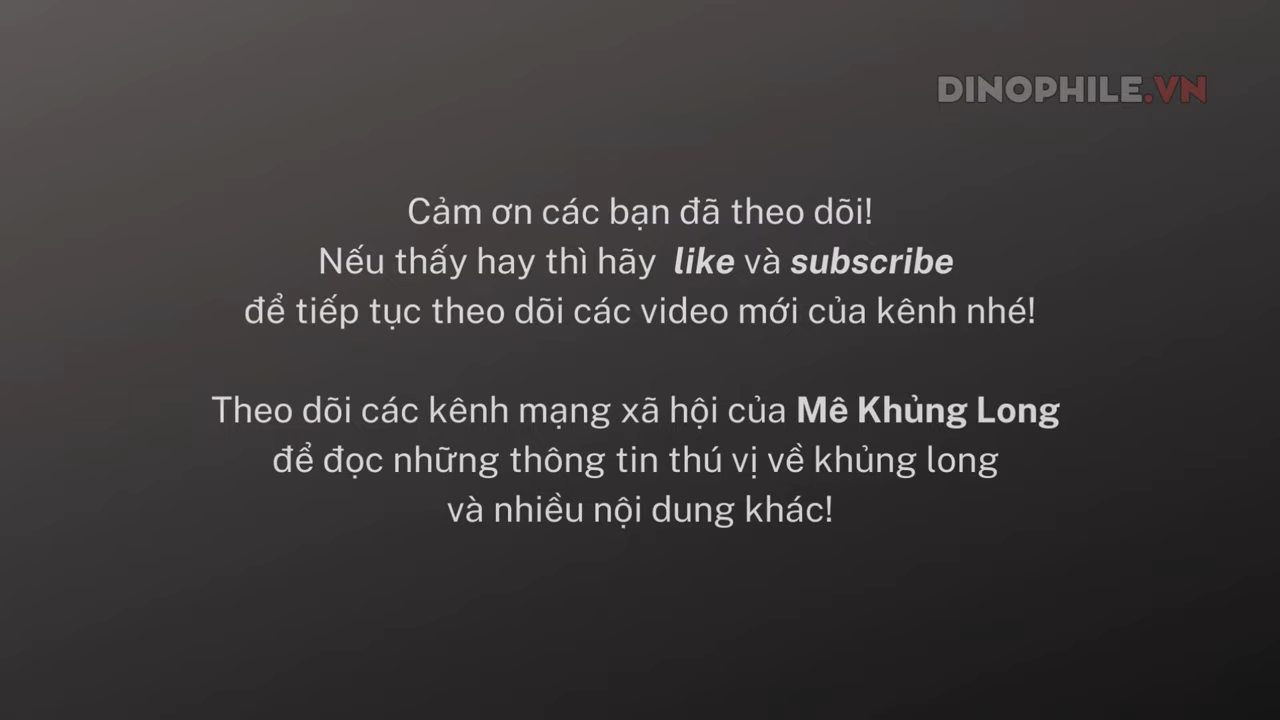 DINOPHILE.VN
Cảm ơn các bạn đã theo dõi!
Nếu thấy hay thì hãy like và subscribe
để tiếp tục theo dõi các video mới của kênh nhé!
Theo dõi các kênh mạng xã hội của Mê Khủng Long
để đọc những thông tin thú vị về khủng long
và nhiều nội dung khác!